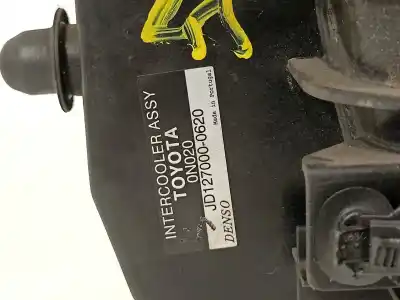 INTERCOOLER ASSY
TOYOTA
0N020
JD127000-0620
DENSO
Made in Portugal